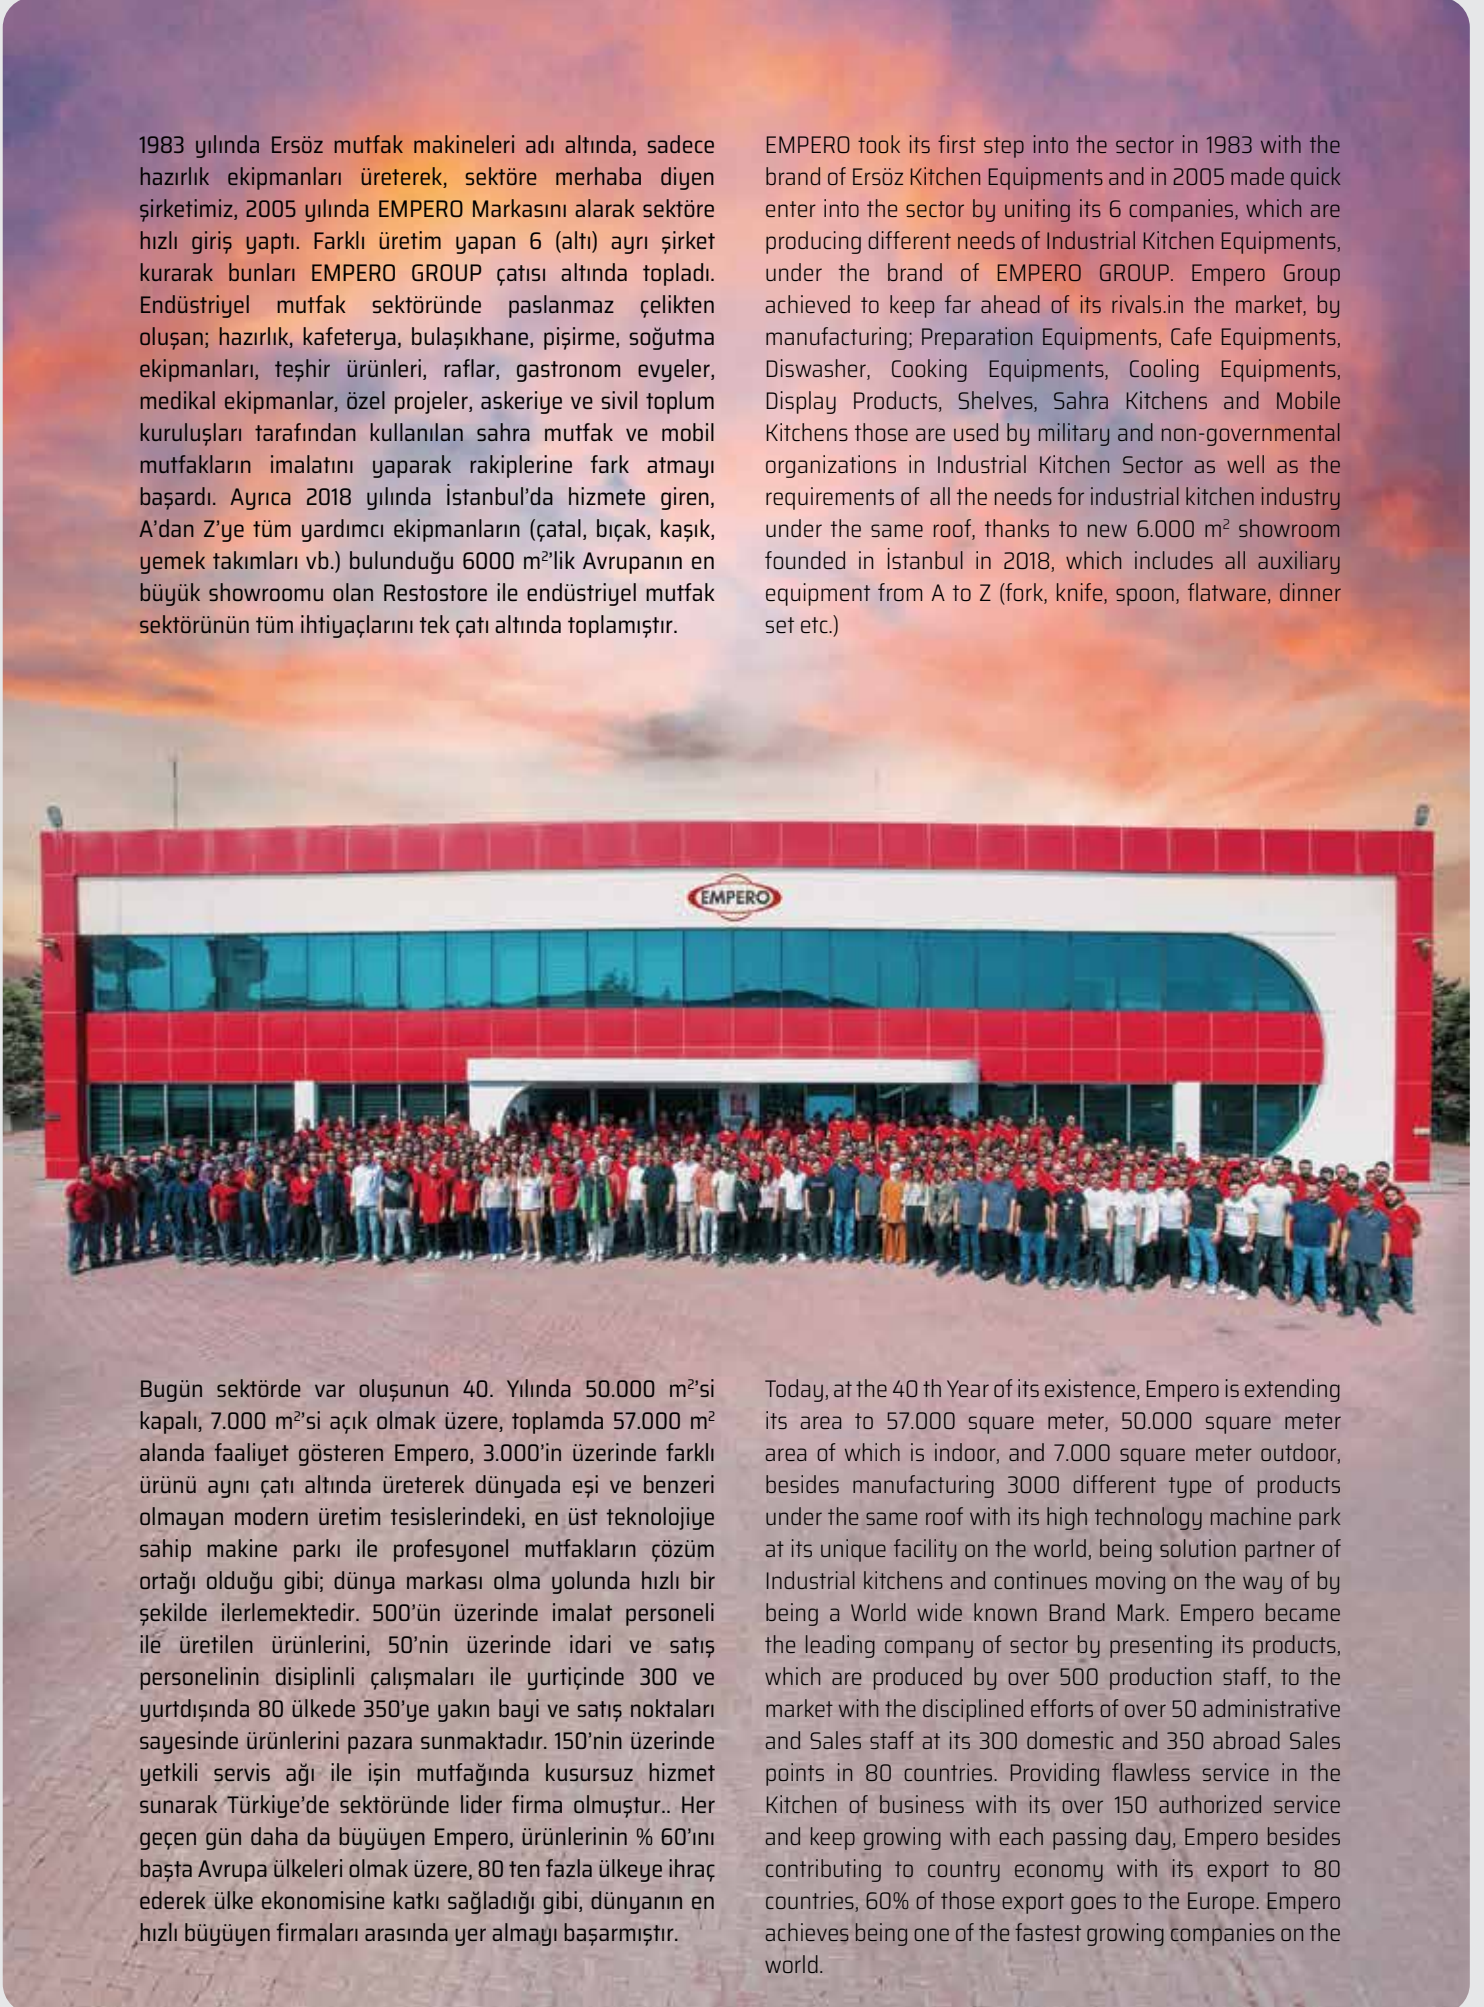 1983 yılında Ersöz mutfak makineleri adı altında, sadece
hazırlık ekipmanları üreterek, sektöre merhaba diyen
şirketimiz, 2005 yılında EMPERO Markasını alarak sektöre
hızlı giriş yaptı. Farklı üretim yapan 6 (altı) ayrı şirket
kurarak bunları EMPERO GROUP çatısı altında topladı.
Endüstriyel mutfak sektöründe paslanmaz çelikten
oluşan; hazırlık, kafeterya, bulaşıkhane, pişirme, soğutma
ekipmanları, teşhir ürünleri, raflar, gastronom evyeler,
medikal ekipmanlar, özel projeler, askeriye ve sivil toplum
kuruluşları tarafından kullanılan sahra mutfak ve mobil
mutfakların imalatını yaparak rakiplerine fark atmayı
başardı. Ayrıca 2018 yılında İstanbul’da hizmete giren,
A’dan Z’ye tüm yardımcı ekipmanların (çatal, bıçak, kaşık,
yemek takımları vb.) bulunduğu 6000 m²’lik Avrupanın en
büyük showroomu olan Restostore ile endüstriyel mutfak
sektörünün tüm ihtiyaçlarını tek çatı altında toplamıştır.
EMPERO took its first step into the sector in 1983 with the
brand of Ersöz Kitchen Equipments and in 2005 made quick
enter into the sector by uniting its 6 companies, which are
producing different needs of Industrial Kitchen Equipments,
under the brand of EMPERO GROUP. Empero Group
achieved to keep far ahead of its rivals.in the market, by
manufacturing; Preparation Equipments, Cafe Equipments,
Diswasher, Cooking Equipments, Cooling Equipments,
Display Products, Shelves, Sahra Kitchens and Mobile
Kitchens those are used by military and non-governmental
organizations in Industrial Kitchen Sector as well as the
requirements of all the needs for industrial kitchen industry
under the same roof, thanks to new 6.000 m² showroom
founded in İstanbul in 2018, which includes all auxiliary
equipment from A to Z (fork, knife, spoon, flatware, dinner
set etc.)
EMPERO
Bugün sektörde var oluşunun 40. Yılında 50.000 m²’si
kapalı, 7.000 m²’si açık olmak üzere, toplamda 57.000 m²
alanda faaliyet gösteren Empero, 3.000’in üzerinde farklı
ürünü aynı çatı altında üreterek dünyada eşi ve benzeri
olmayan modern üretim tesislerindeki, en üst teknolojiye
sahip makine parkı ile profesyonel mutfakların çözüm
ortağı olduğu gibi; dünya markası olma yolunda hızlı bir
şekilde ilerlemektedir. 500’ün üzerinde imalat personeli
ile üretilen ürünlerini, 50’nin üzerinde idari ve satış
personelinin disiplinli çalışmaları ile yurtiçinde 300 ve
yurtdışında 80 ülkede 350’ye yakın bayi ve satış noktaları
sayesinde ürünlerini pazara sunmaktadır. 150’nin üzerinde
yetkili servis ağı ile işin mutfağında kusursuz hizmet
sunarak Türkiye’de sektöründe lider firma olmuştur.. Her
geçen gün daha da büyüyen Empero, ürünlerinin % 60’ını
başta Avrupa ülkeleri olmak üzere, 80 ten fazla ülkeye ihraç
ederek ülke ekonomisine katkı sağladığı gibi, dünyanın en
hızlı büyüyen firmaları arasında yer almayı başarmıştır.
Today, at the 40 th Year of its existence, Empero is extending
its area to 57.000 square meter, 50.000 square meter
area of which is indoor, and 7.000 square meter outdoor,
besides manufacturing 3000 different type of products
under the same roof with its high technology machine park
at its unique facility on the world, being solution partner of
Industrial kitchens and continues moving on the way of by
being a World wide known Brand Mark. Empero became
the leading company of sector by presenting its products,
which are produced by over 500 production staff, to the
market with the disciplined efforts of over 50 administrative
and Sales staff at its 300 domestic and 350 abroad Sales
points in 80 countries. Providing flawless service in the
Kitchen of business with its over 150 authorized service
and keep growing with each passing day, Empero besides
contributing to country economy with its export to 80
countries, 60% of those export goes to the Europe. Empero
achieves being one of the fastest growing companies on the
world.